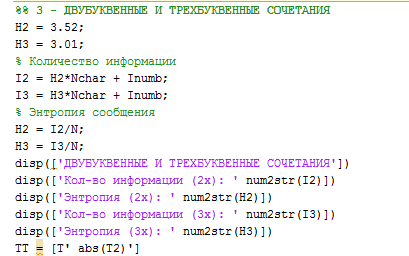 %% 3 - ДВУБУКВЕННЫЕ И ТРЕХБУКВЕННЫЕ СОЧЕТАНИЯ
H2 = 3.52;
H3 = 3.01;
% Количество информации
I2 = H2*Nchar + Inumb;
I3 = H3*Nchar + Inumb;
% Энтропия сообщения
H2 = I2/N;
H3 = I3/N;
disp(['ДВУБУКВЕННЫЕ И ТРЕХБУКВЕННЫЕ СОЧЕТАНИЯ'])
disp(['Кол-во информации (2х): ' num2str(I2)])
disp(['Энтропия (2х): ' num2str(H2)])
disp(['Кол-во информации (3х): ' num2str(I3)])
disp(['Энтропия (3х): ' num2str(H3)])
TT = [T' abs(T2)']